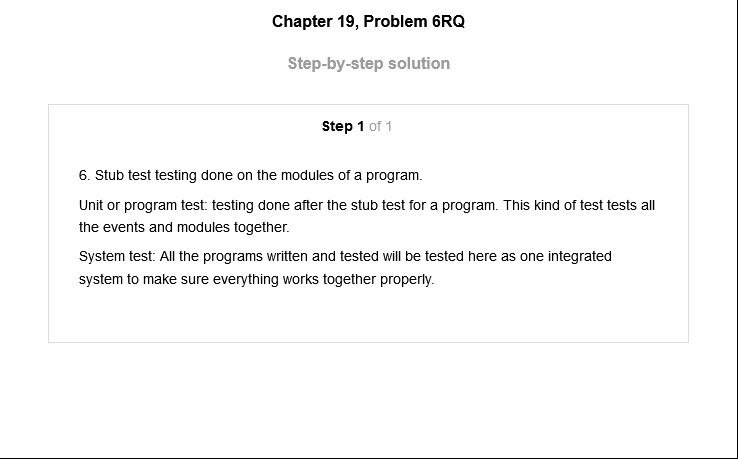 Chapter 19, Problem 6RQ
Step-by-step solution
Step 1 of 1
6. Stub test testing done on the modules of a program.
Unit or program test: testing done after the stub test for a program. This kind of test tests all
the events and modules together.
System test: All the programs written and tested will be tested here as one integrated
system to make sure everything works together properly.